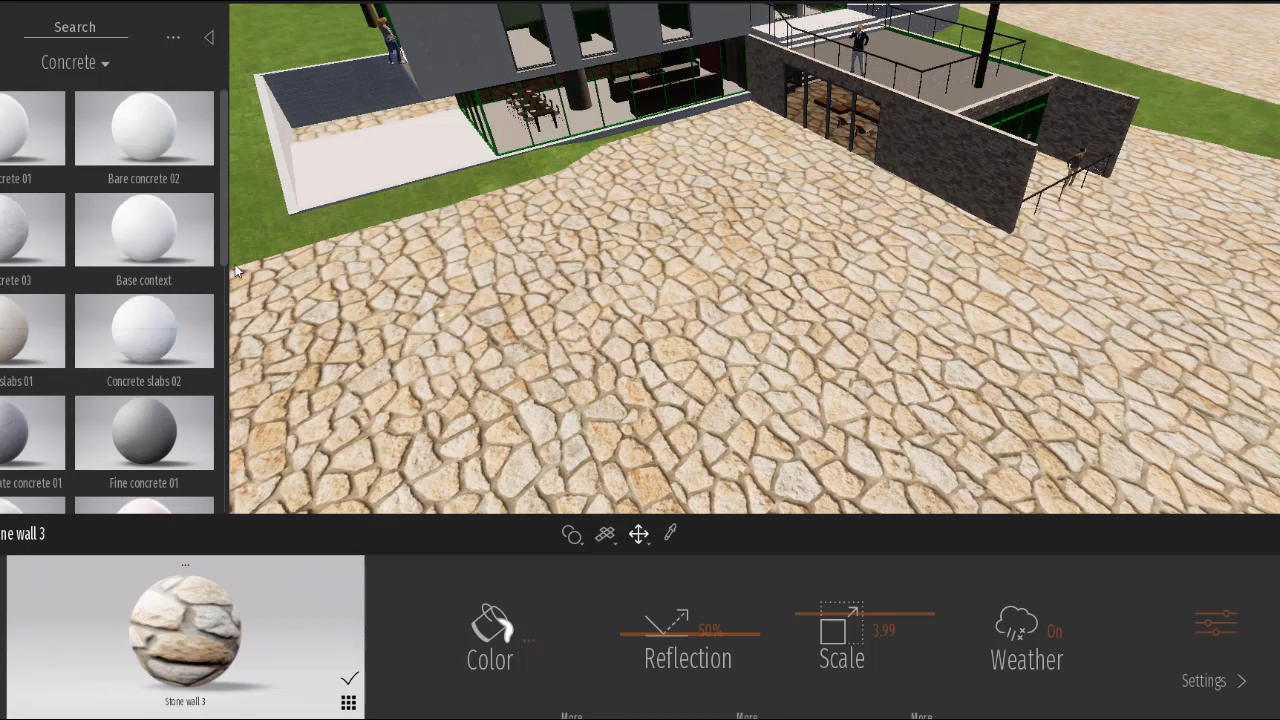 Search
Concrete
crete 01
Bare concrete 02
crete 03
Base context
slabs 01
Concrete slabs 02
ate concrete 01
Fine concrete 01
ne wall 3
Stone wall 3
Color
50%
Reflection
3.99
Scale
On
Weather
Settings
More
More
More